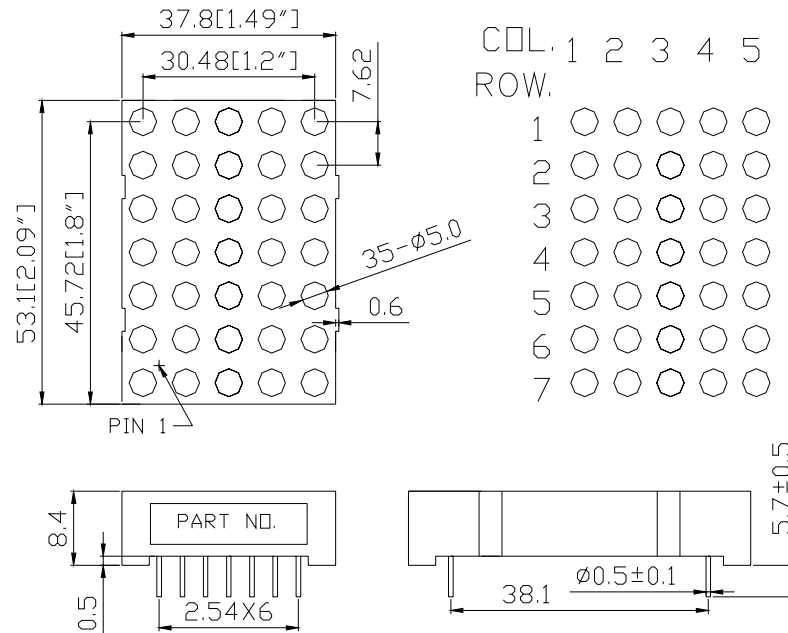 37.8[1.49"]
30.48[1.2"]
7.62
53.1[2.09"]
45.72[1.8"]
35-ø5.0
0.6
PIN 1
COL. 1 2 3 4 5
ROW.
1
2
3
4
5
6
7
8.4
0.5
PART NO.
2.54X6
38.1
ø0.5±0.1
5.7±0.5